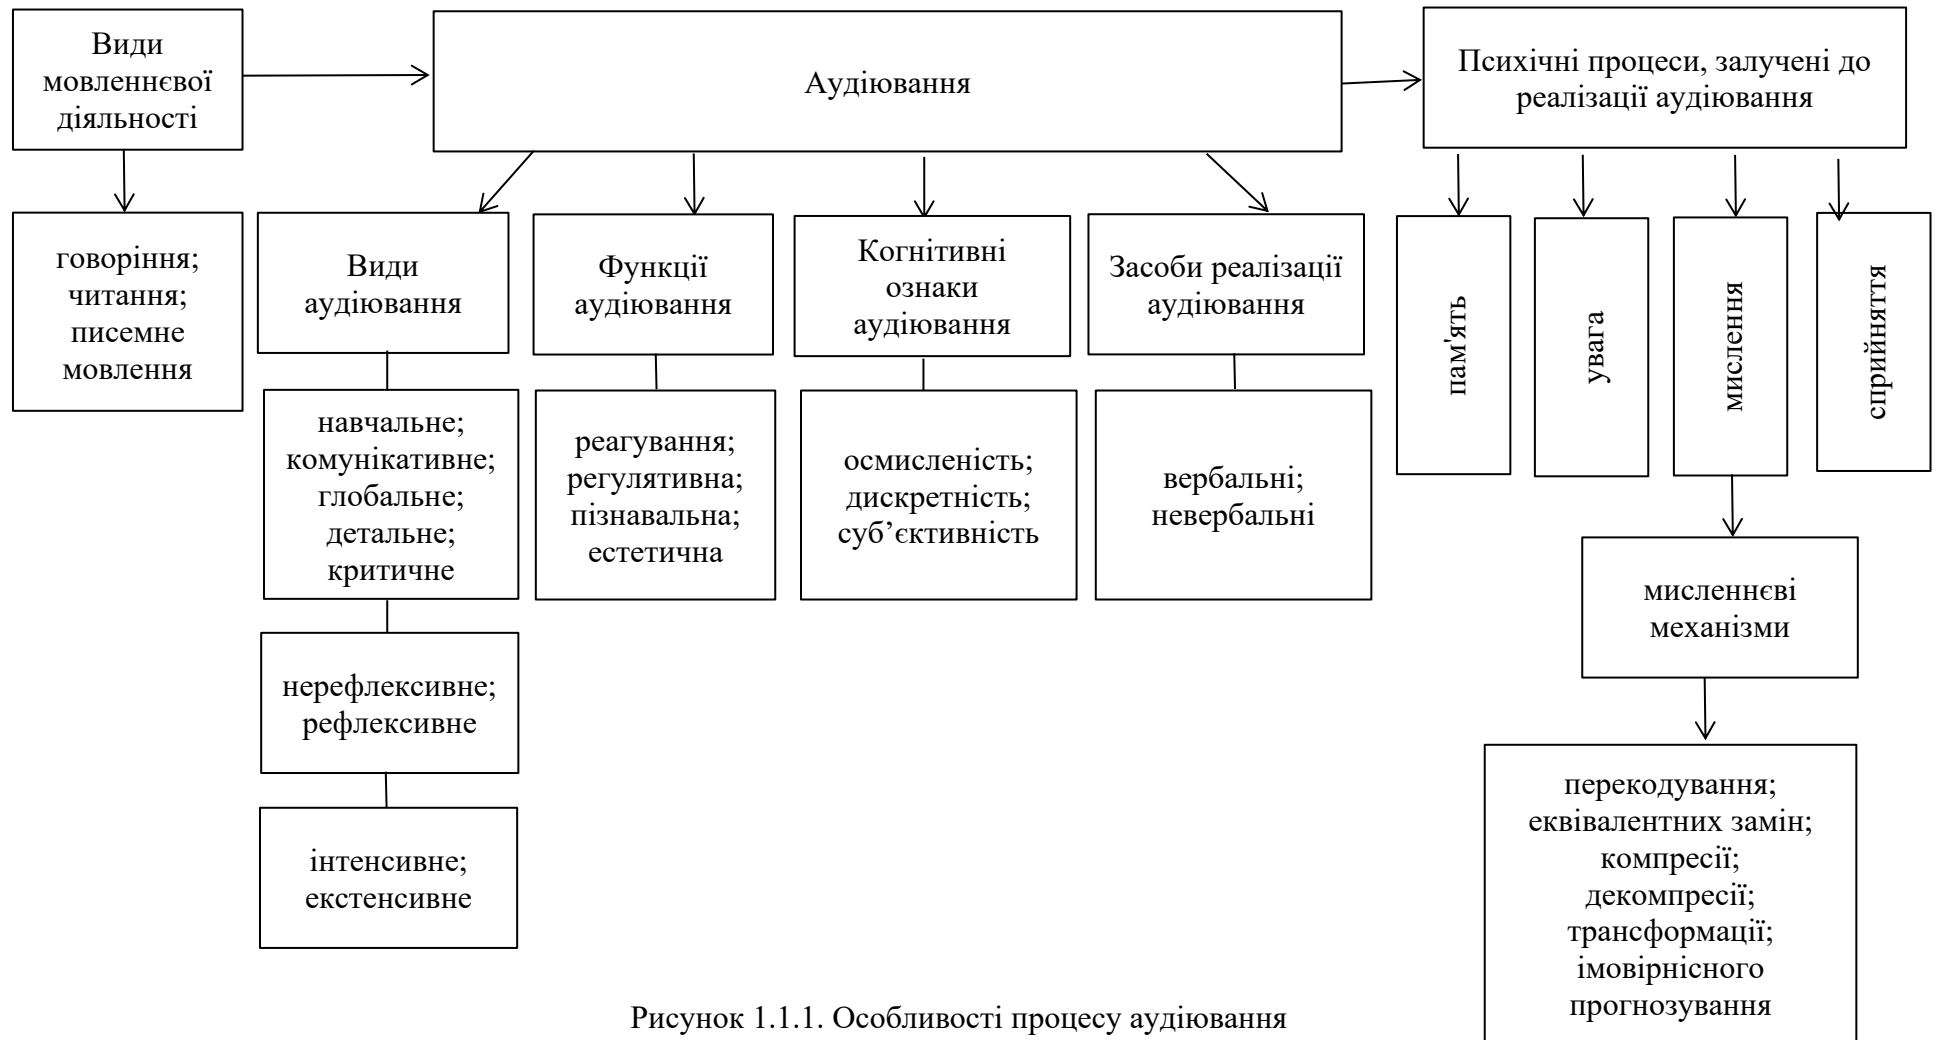 Види
мовленнєвої
діяльності
Аудіювання
Психічні процеси, залучені до
реалізації аудіювання
говоріння;
читання;
писемне
мовлення
Види
аудіювання
Функції
аудіювання
Когнітивні
ознаки
аудіювання
Засоби реалізації
аудіювання
пам'ять
увага
мислення
сприйняття
навчальне;
комунікативне;
глобальне;
детальне;
критичне
реагування;
регулятивна;
пізнавальна;
естетична
осмисленість;
дискретність;
суб’єктивність
вербальні;
невербальні
мисленнєві
механізми
нерефлексивне;
рефлексивне
інтенсивне;
екстенсивне
перекодування;
еквівалентних замін;
компресії;
декомпресії;
трансформації;
імовірнісного
прогнозування
Рисунок 1.1.1. Особливості процесу аудіювання